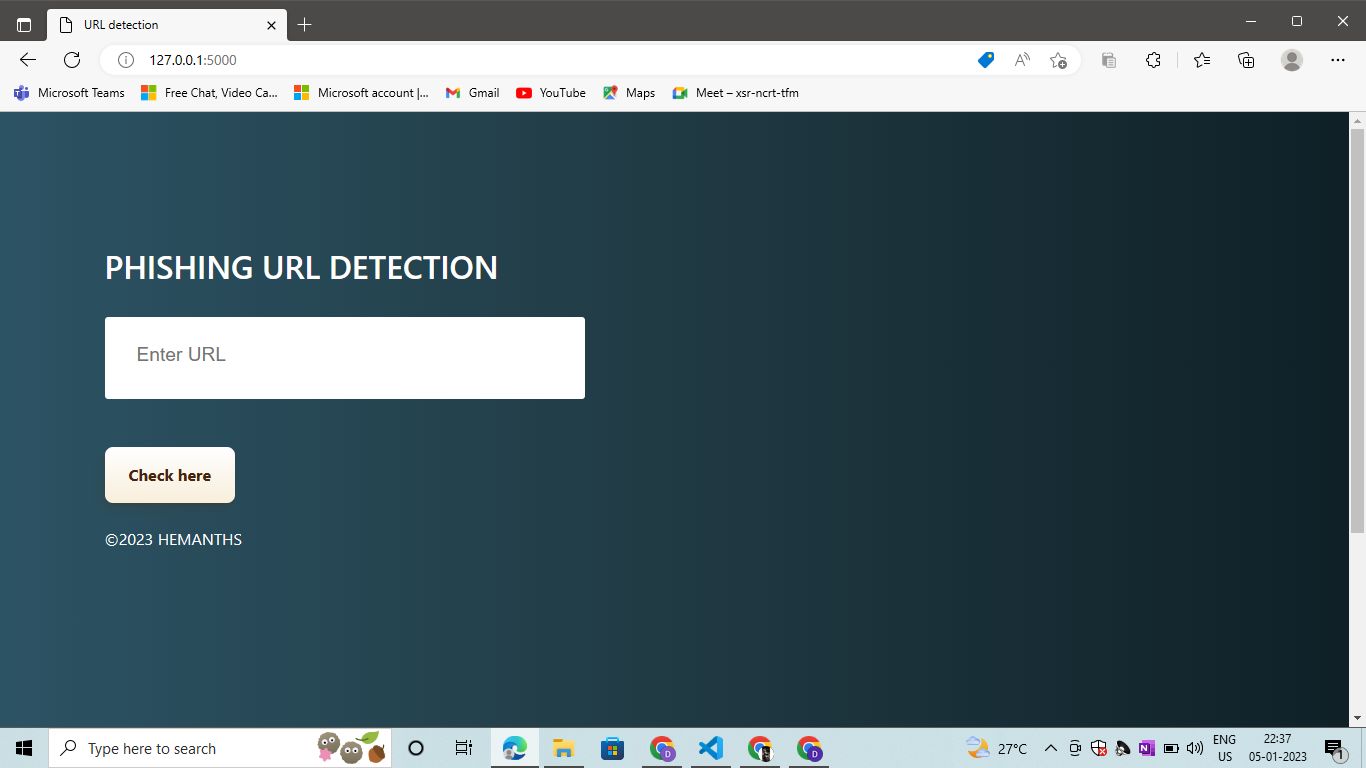 URL detection
127.0.0.1:5000
Microsoft Teams Free Chat, Video Ca... Microsoft account |... Gmail YouTube Maps Meet – xsr-ncrt-tfm
PHISHING URL DETECTION
Enter URL
Check here
©2023 HEMANTHS
Type here to search
27°C
ENG
US
22:37
05-01-2023
1